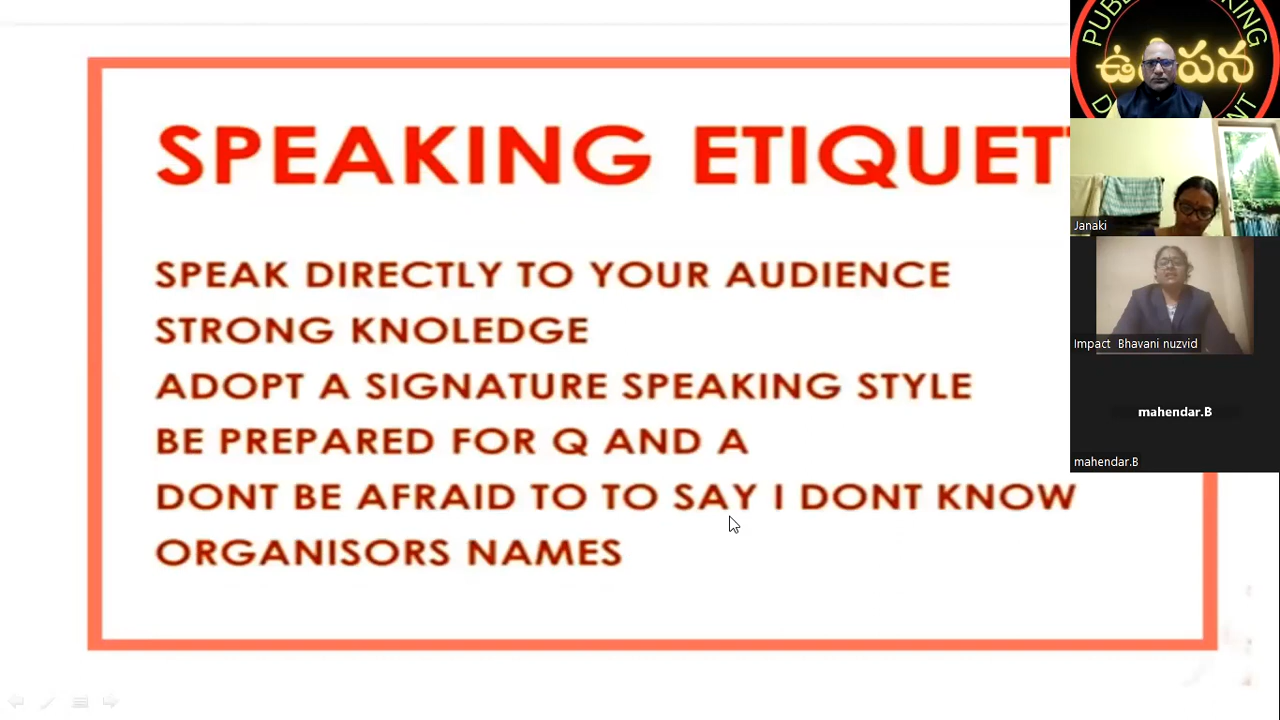 SPEAKING ETIQUET
SPEAK DIRECTLY TO YOUR AUDIENCE
STRONG KNOLEDGE
ADOPT A SIGNATURE SPEAKING STYLE
BE PREPARED FOR Q AND A
DONT BE AFRAID TO TO SAY I DONT KNOW
ORGANISORS NAMES
Janaki
Impact Bhavani nuzvid
mahendar.B
mahendar.B